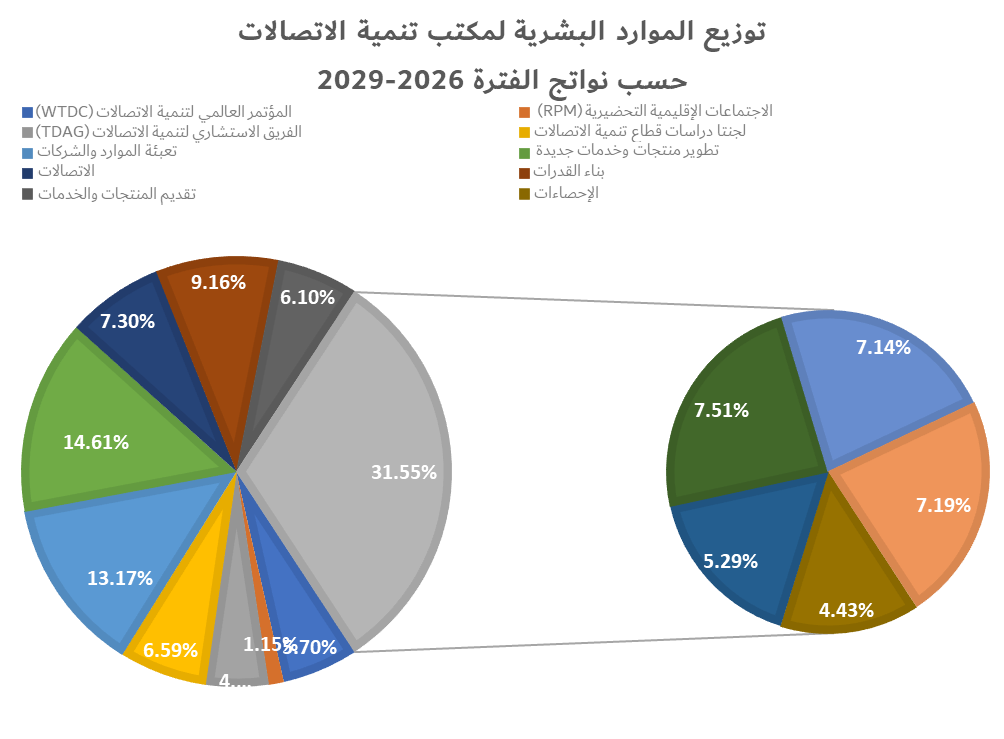 توزيع الموارد البشرية لمكتب تنمية الاتصالات
حسب نواتج الفترة 2026-2029
المؤتمر العالمي لتنمية الاتصالات (WTDC)
الاجتماعات الإقليمية التحضيرية (RPM)
الفريق الاستشاري لتنمية الاتصالات (TDAG)
لجنتا دراسات قطاع تنمية الاتصالات
تعبئة الموارد والشركات
تطوير منتجات وخدمات جديدة
الاتصالات
بناء القدرات
تقديم المنتجات والخدمات
الإحصاءات
9.16%
6.10%
7.30%
14.61%
31.55%
13.17%
6.59%
4....
1.15%
5.70%
7.14%
7.51%
7.19%
5.29%
4.43%